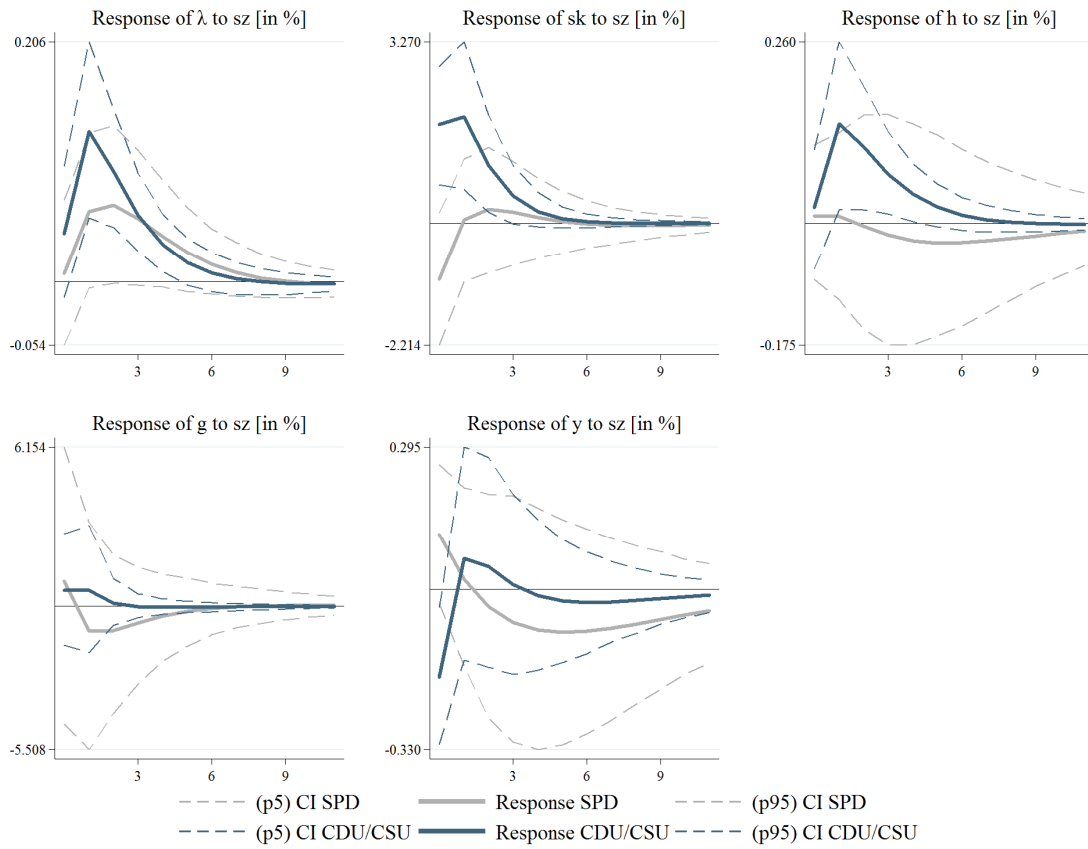 Response of λ to sz [in %]
0.206
-0.054
3 6 9
Response of sk to sz [in %]
3.270
-2.214
3 6 9
Response of h to sz [in %]
0.260
-0.175
3 6 9
Response of g to sz [in %]
6.154
-5.508
3 6 9
Response of y to sz [in %]
0.295
-0.330
3 6 9
(p5) CI SPD Response SPD (p95) CI SPD
(p5) CI CDU/CSU Response CDU/CSU (p95) CI CDU/CSU